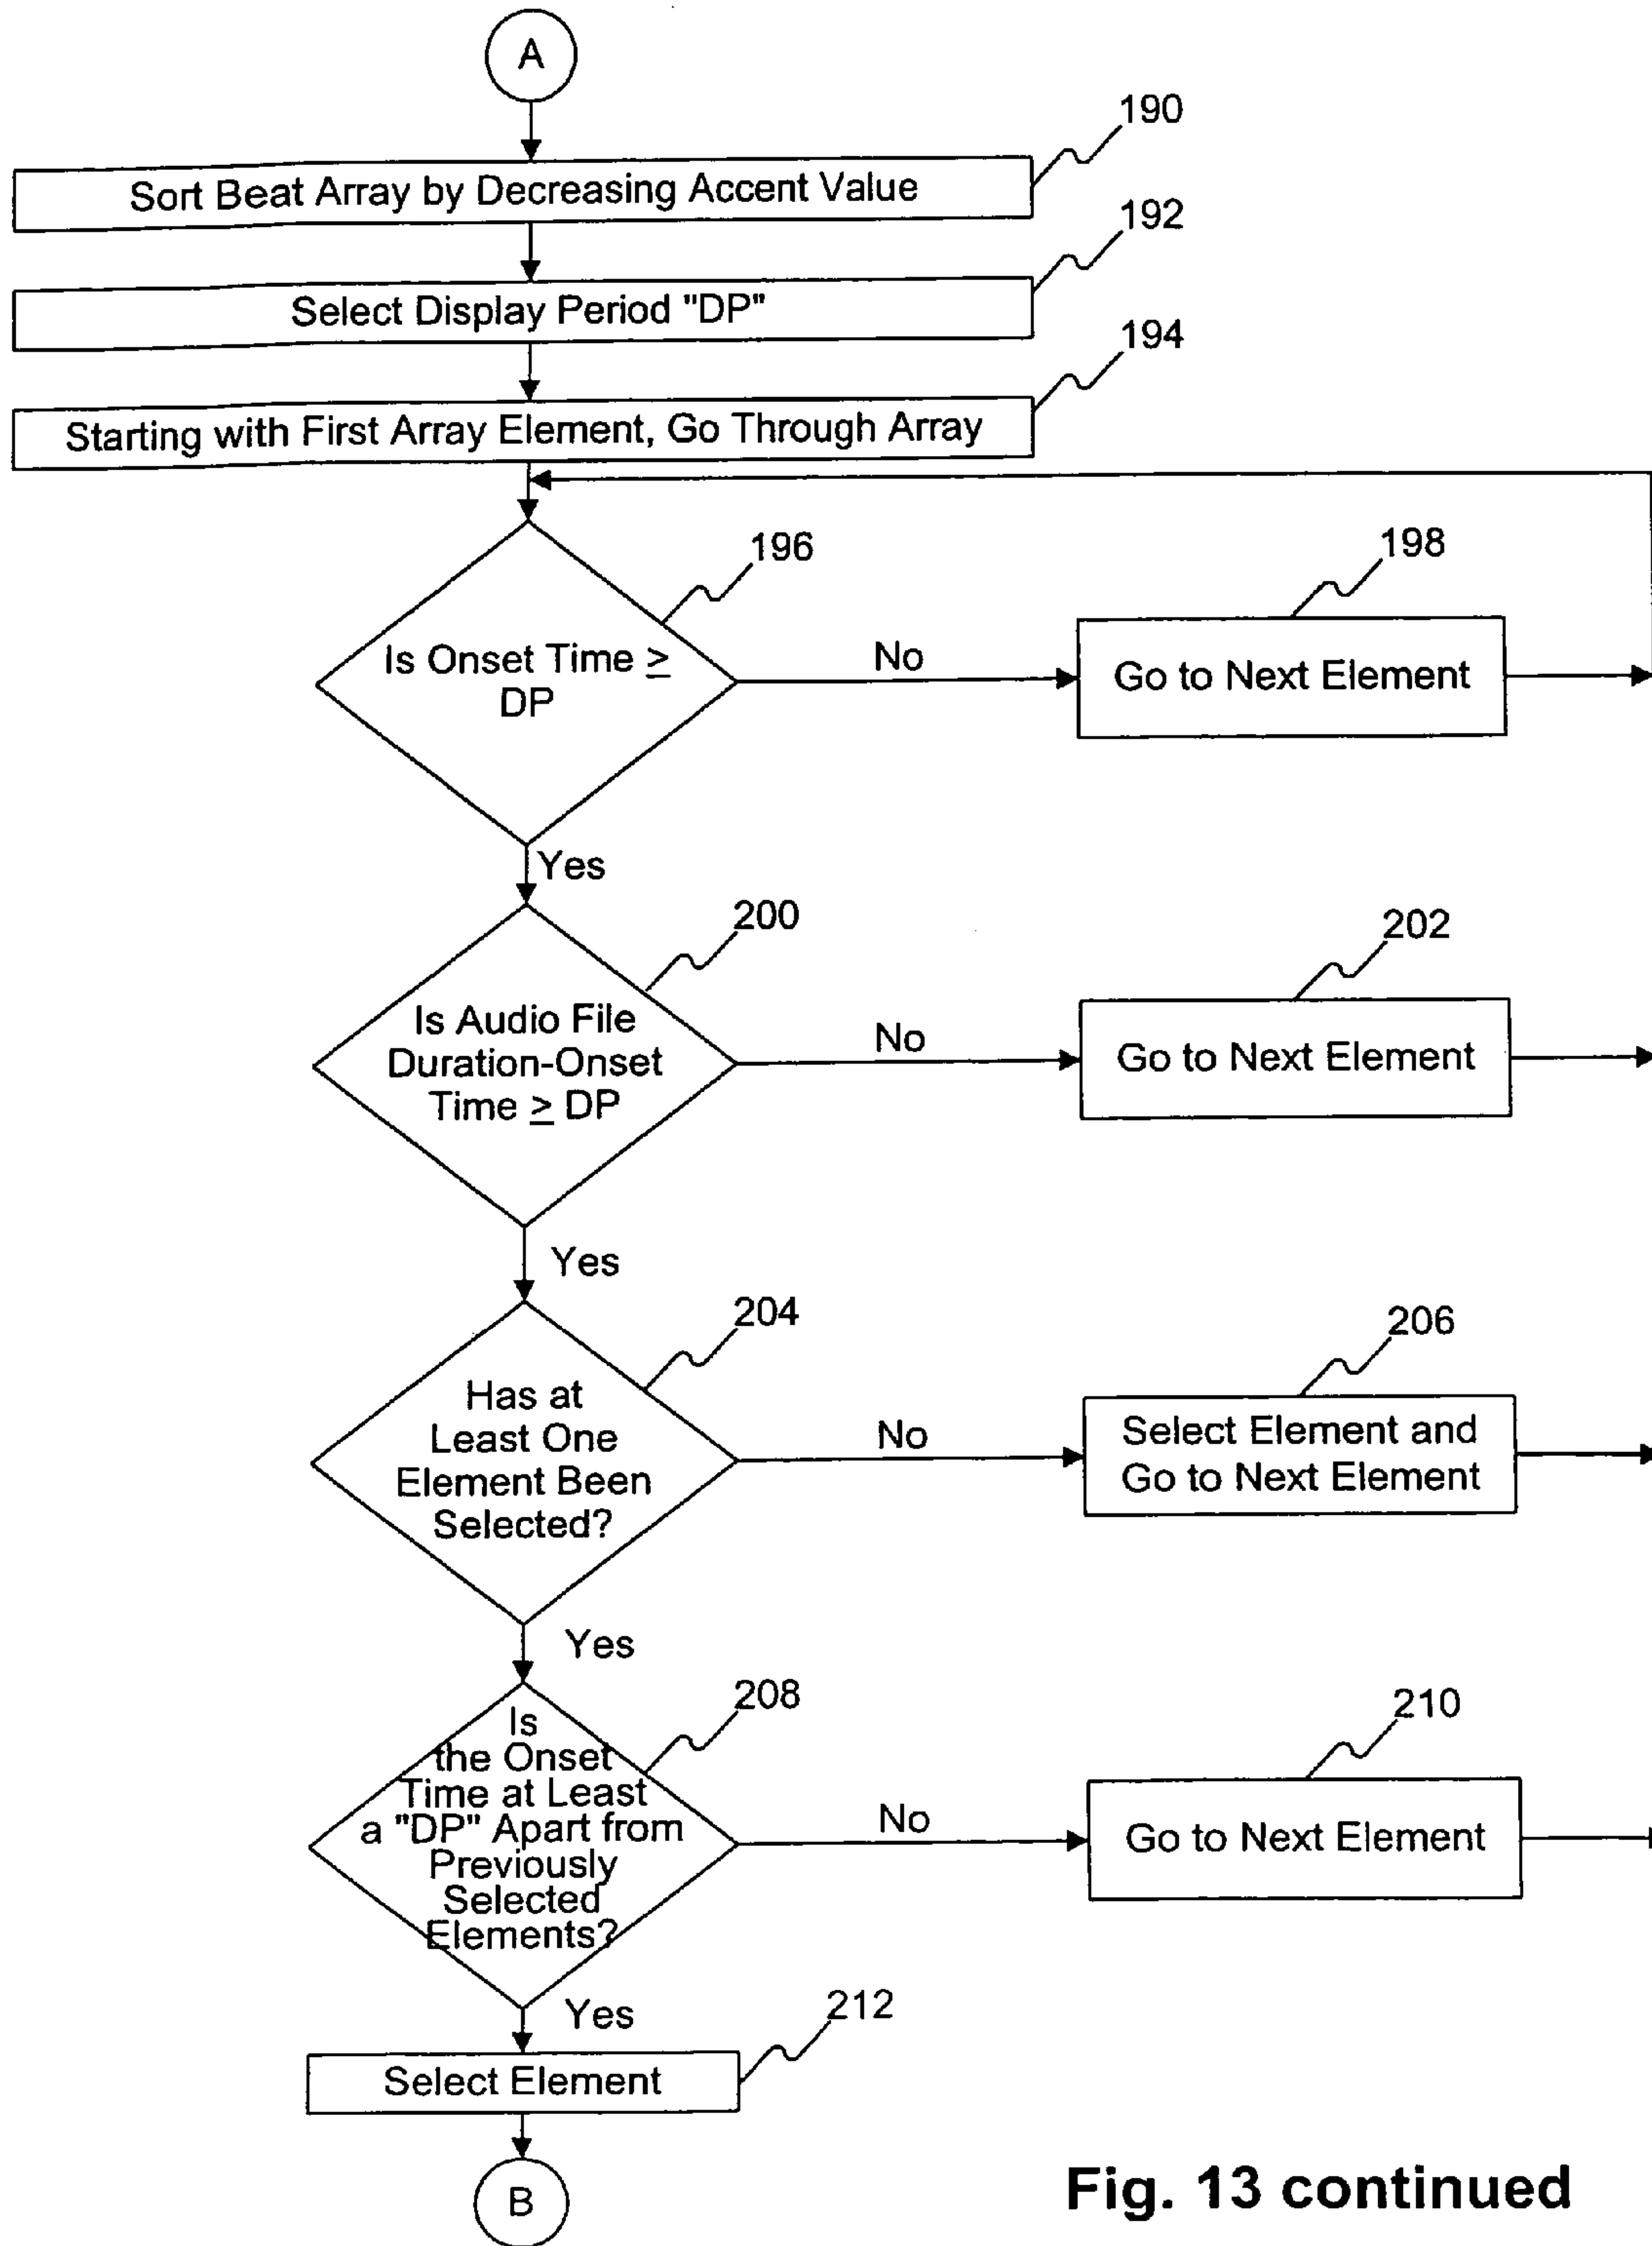 A
190
Sort Beat Array by Decreasing Accent Value
192
Select Display Period "DP"
194
Starting with First Array Element, Go Through Array
196
Is Onset Time ≥
DP
No
198
Go to Next Element
Yes
200
Is Audio File
Duration-Onset
Time ≥ DP
No
202
Go to Next Element
Yes
204
Has at
Least One
Element Been
Selected?
No
206
Select Element and
Go to Next Element
Yes
208
Is
the Onset
Time at Least
a "DP" Apart from
Previously
Selected
Elements?
No
210
Go to Next Element
Yes
212
Select Element
B
Fig. 13 continued